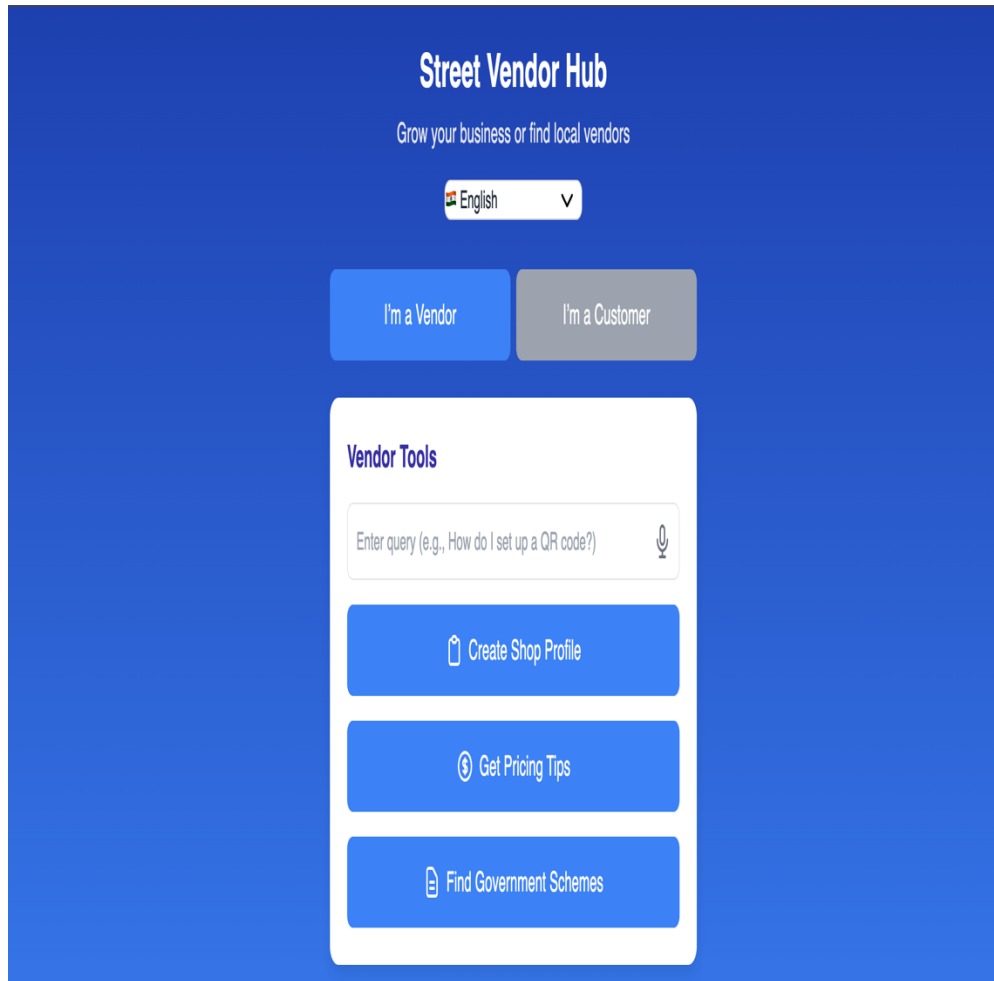 Street Vendor Hub
Grow your business or find local vendors
English
I'm a Vendor
I'm a Customer
Vendor Tools
Enter query (e.g., How do I set up a QR code?)
Create Shop Profile
Get Pricing Tips
Find Government Schemes